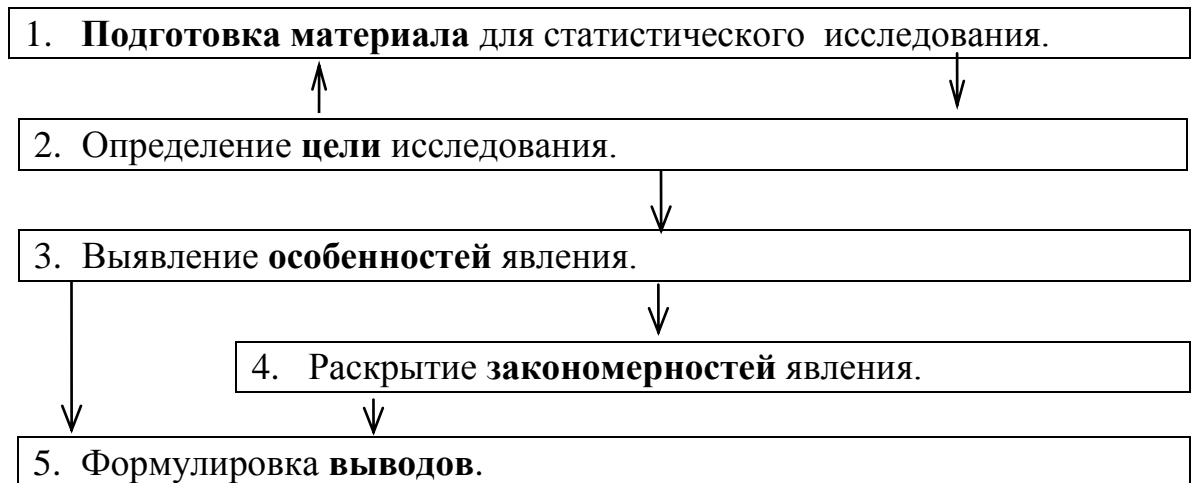 1. Подготовка материала для статистического исследования.
2. Определение цели исследования.
3. Выявление особенностей явления.
4. Раскрытие закономерностей явления.
5. Формулировка выводов.